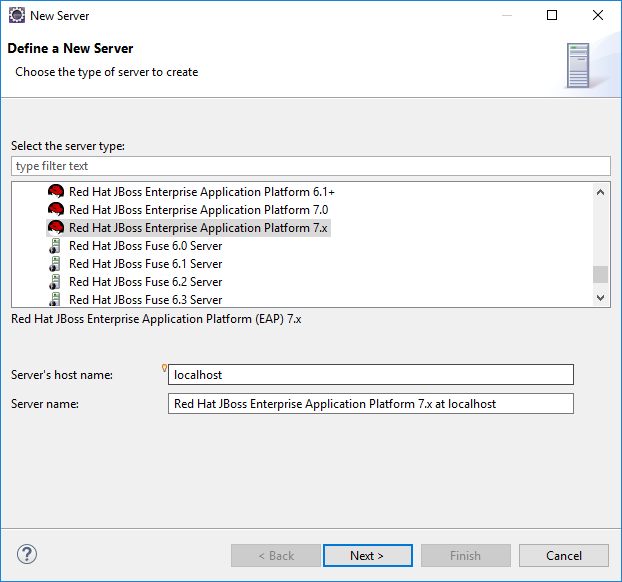 New Server
Define a New Server
Choose the type of server to create
Select the server type:
type filter text
Red Hat JBoss Enterprise Application Platform 6.1+
Red Hat JBoss Enterprise Application Platform 7.0
Red Hat JBoss Enterprise Application Platform 7.x
Red Hat JBoss Fuse 6.0 Server
Red Hat JBoss Fuse 6.1 Server
Red Hat JBoss Fuse 6.2 Server
Red Hat JBoss Fuse 6.3 Server
Red Hat JBoss Enterprise Application Platform (EAP) 7.x
Server's host name: localhost
Server name: Red Hat JBoss Enterprise Application Platform 7.x at localhost
? < Back Next > Finish Cancel